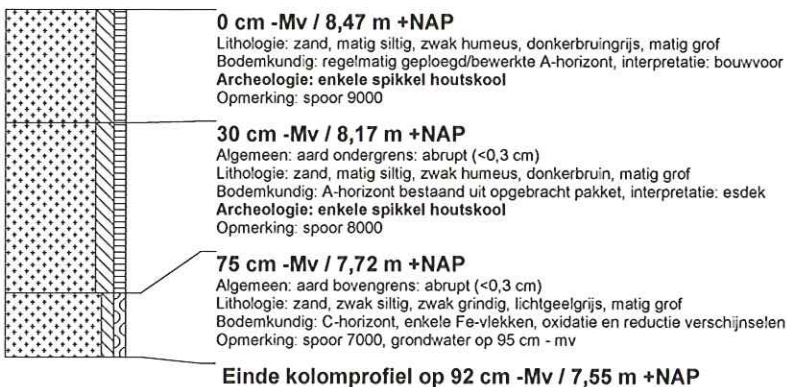 0 cm -Mv / 8,47 m +NAP
Lithologie: zand, matig siltig, zwak humeus, donkerbruingrijs, matig grof
Bodemkundig: regelmatig geploegd/bewerkte A-horizont, interpretatie: bouwvoor
Archeologie: enkele spikkel houtskool
Opmerking: spoor 9000
30 cm -Mv / 8,17 m +NAP
Algemeen: aard ondergrens: abrupt (<0,3 cm)
Lithologie: zand, matig siltig, zwak humeus, donkerbruin, matig grof
Bodemkundig: A-horizont bestaand uit opgebracht pakket, interpretatie: esdek
Archeologie: enkele spikkel houtskool
Opmerking: spoor 8000
75 cm -Mv / 7,72 m +NAP
Algemeen: aard bovengrens: abrupt (<0,3 cm)
Lithologie: zand, zwak siltig, zwak grindig, lichtgeelgrijs, matig grof
Bodemkundig: C-horizont, enkele Fe-vlekken, oxidatie en reductie verschijnselen
Opmerking: spoor 7000, grondwater op 95 cm - mv
Einde kolomprofiel op 92 cm -Mv / 7,55 m +NAP